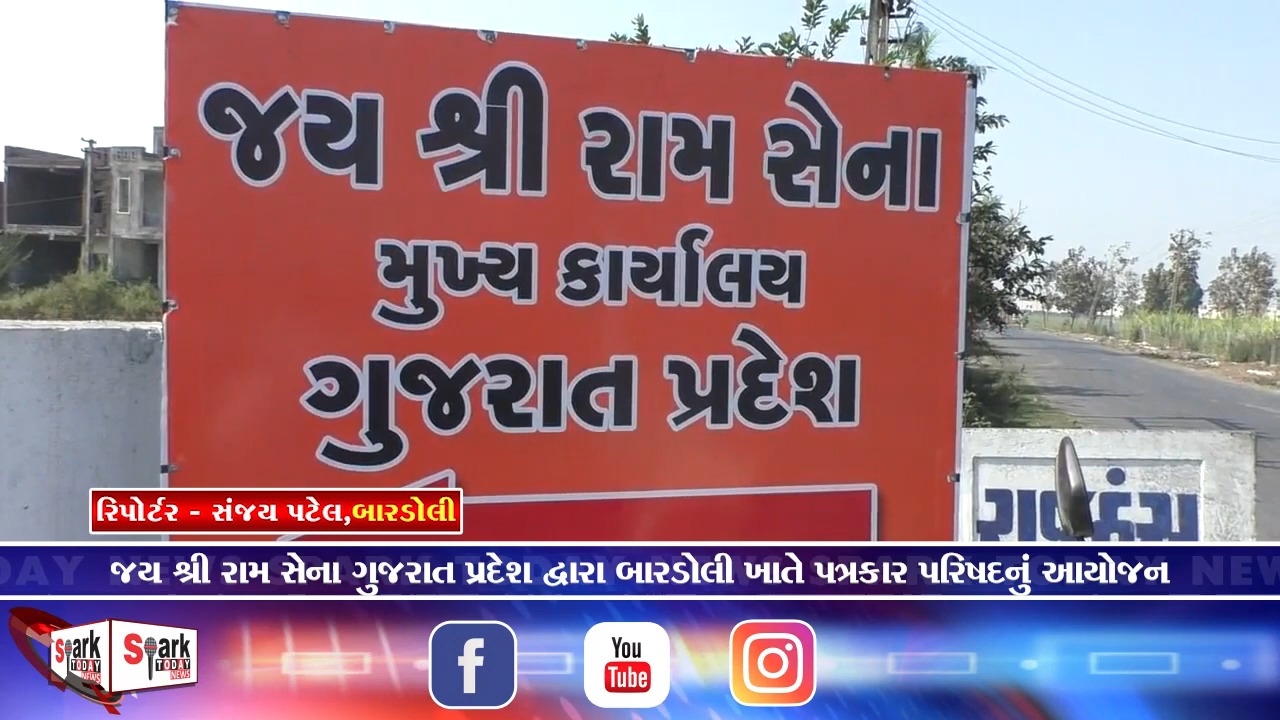 જય શ્રી રામ સેના
મુખ્ય કાર્યાલય
ગુજરાત પ્રદેશ
રાજહંસ
રિપોર્ટર - સંજય પટેલ,બારડોલી
જય શ્રી રામ સેના ગુજરાત પ્રદેશ દ્વારા બારડોલી ખાતે પત્રકાર પરિષદનું આયોજન
Spark TODAY NEWS
Spark TODAY NEWS
You Tube